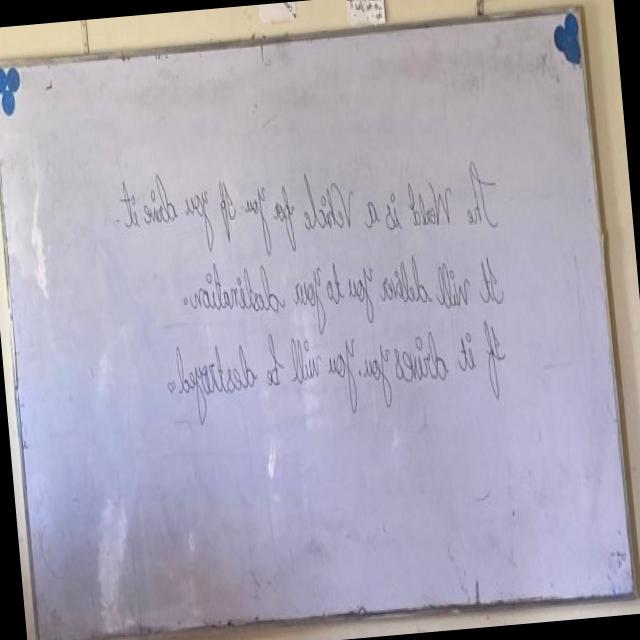 The World is a Vehicle for you If you drive it.
It will deliver you to your destination.
If it drives you, you will be destroyed.